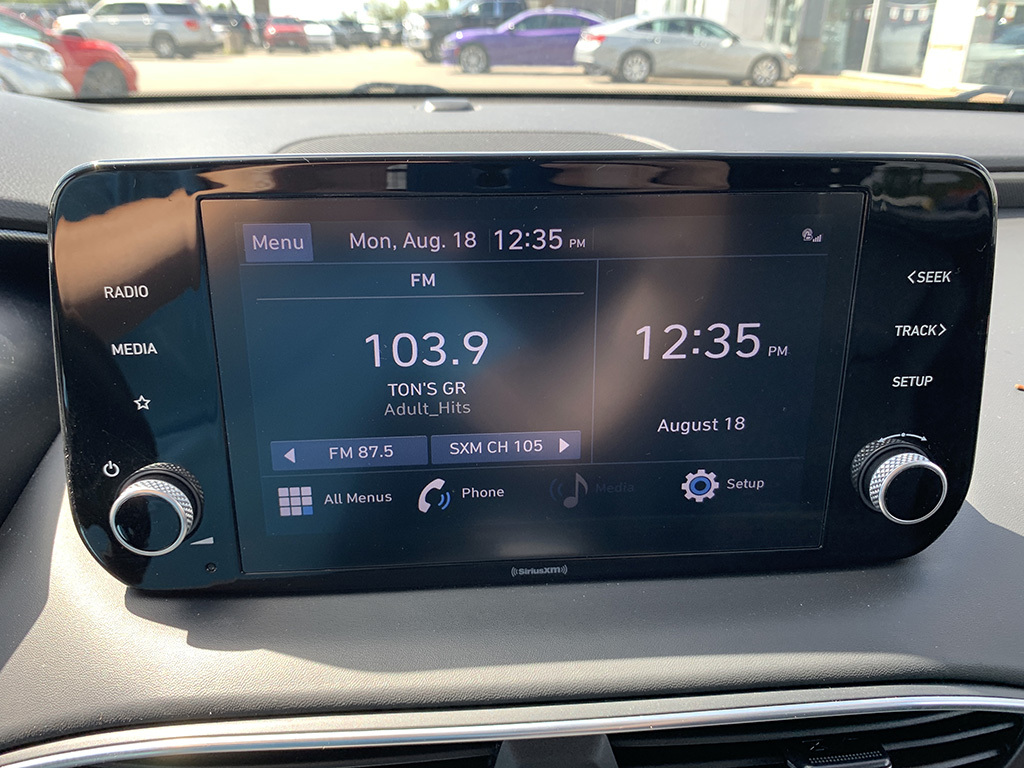 Menu Mon, Aug. 18 12:35 PM
FM
103.9
TON'S GR
Adult_Hits
FM 87.5 SXM CH 105
12:35 PM
August 18
All Menus Phone Media Setup
RADIO
MEDIA
<SEEK
TRACK>
SETUP
((SiriusXM))